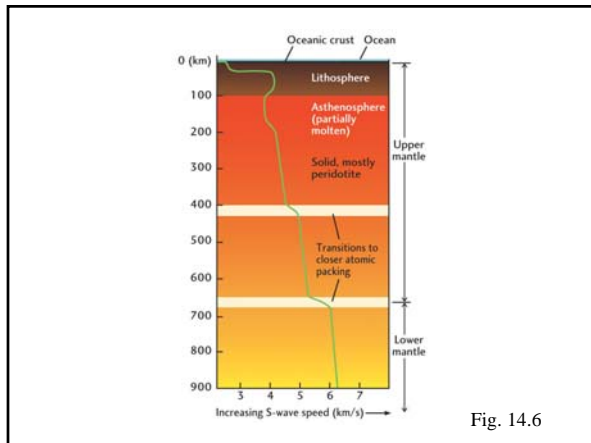 Oceanic crust Ocean
0 (km)
Lithosphere
100
Asthenosphere
(partially
molten)
200
Upper
mantle
Solid, mostly
peridotite
300
400
500
Transitions to
closer atomic
packing
600
700
Lower
mantle
800
900
3 4 5 6 7
Increasing S-wave speed (km/s)
Fig. 14.6